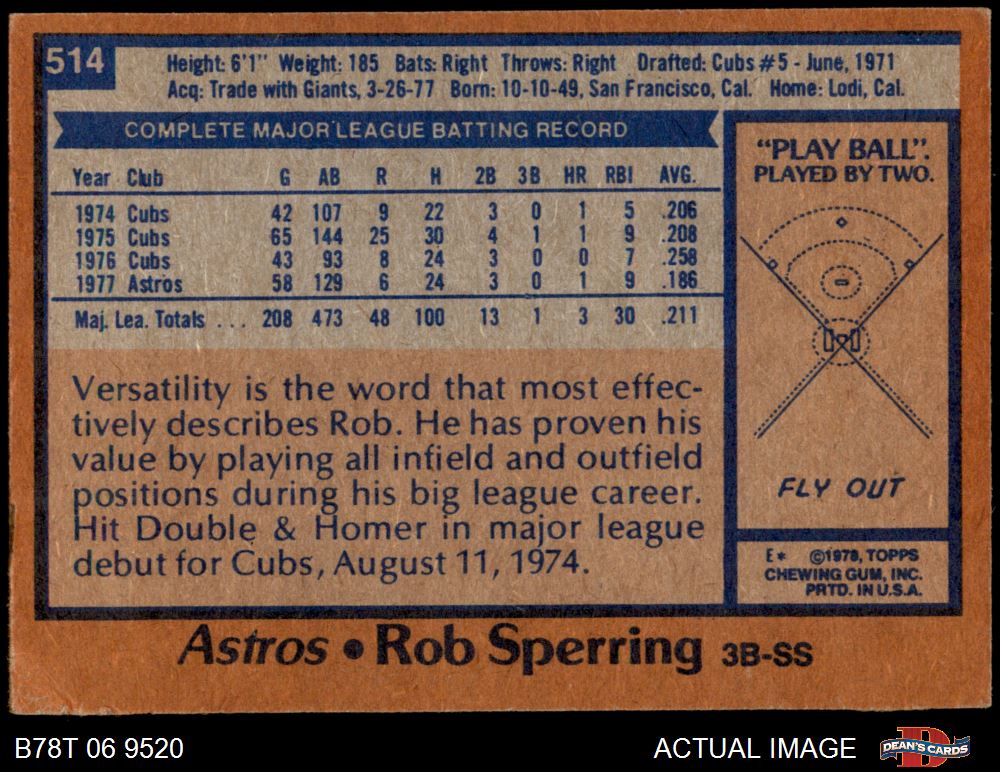 514
Height: 6'1" Weight: 185 Bats: Right Throws: Right Drafted: Cubs #5 - June, 1971
Acq: Trade with Giants, 3-26-77 Born: 10-10-49, San Francisco, Cal. Home: Lodi, Cal.
COMPLETE MAJOR LEAGUE BATTING RECORD
Year Club G AB R H 2B 3B HR RBI AVG.
1974 Cubs 42 107 9 22 3 0 1 5 .206
1975 Cubs 65 144 25 30 4 1 1 9 .208
1976 Cubs 43 93 8 24 3 0 0 7 .258
1977 Astros 58 129 6 24 3 0 1 9 .186
Maj. Lea. Totals ... 208 473 48 100 13 1 3 30 .211
Versatility is the word that most effec-
tively describes Rob. He has proven his
value by playing all infield and outfield
positions during his big league career.
Hit Double & Homer in major league
debut for Cubs, August 11, 1974.
"PLAY BALL".
PLAYED BY TWO.
FLY OUT
E* ©1978, TOPPS
CHEWING GUM, INC.
PRTD. IN U.S.A.
Astros • Rob Sperring 3B-SS
B78T 06 9520
ACTUAL IMAGE
DEAN'S CARDS